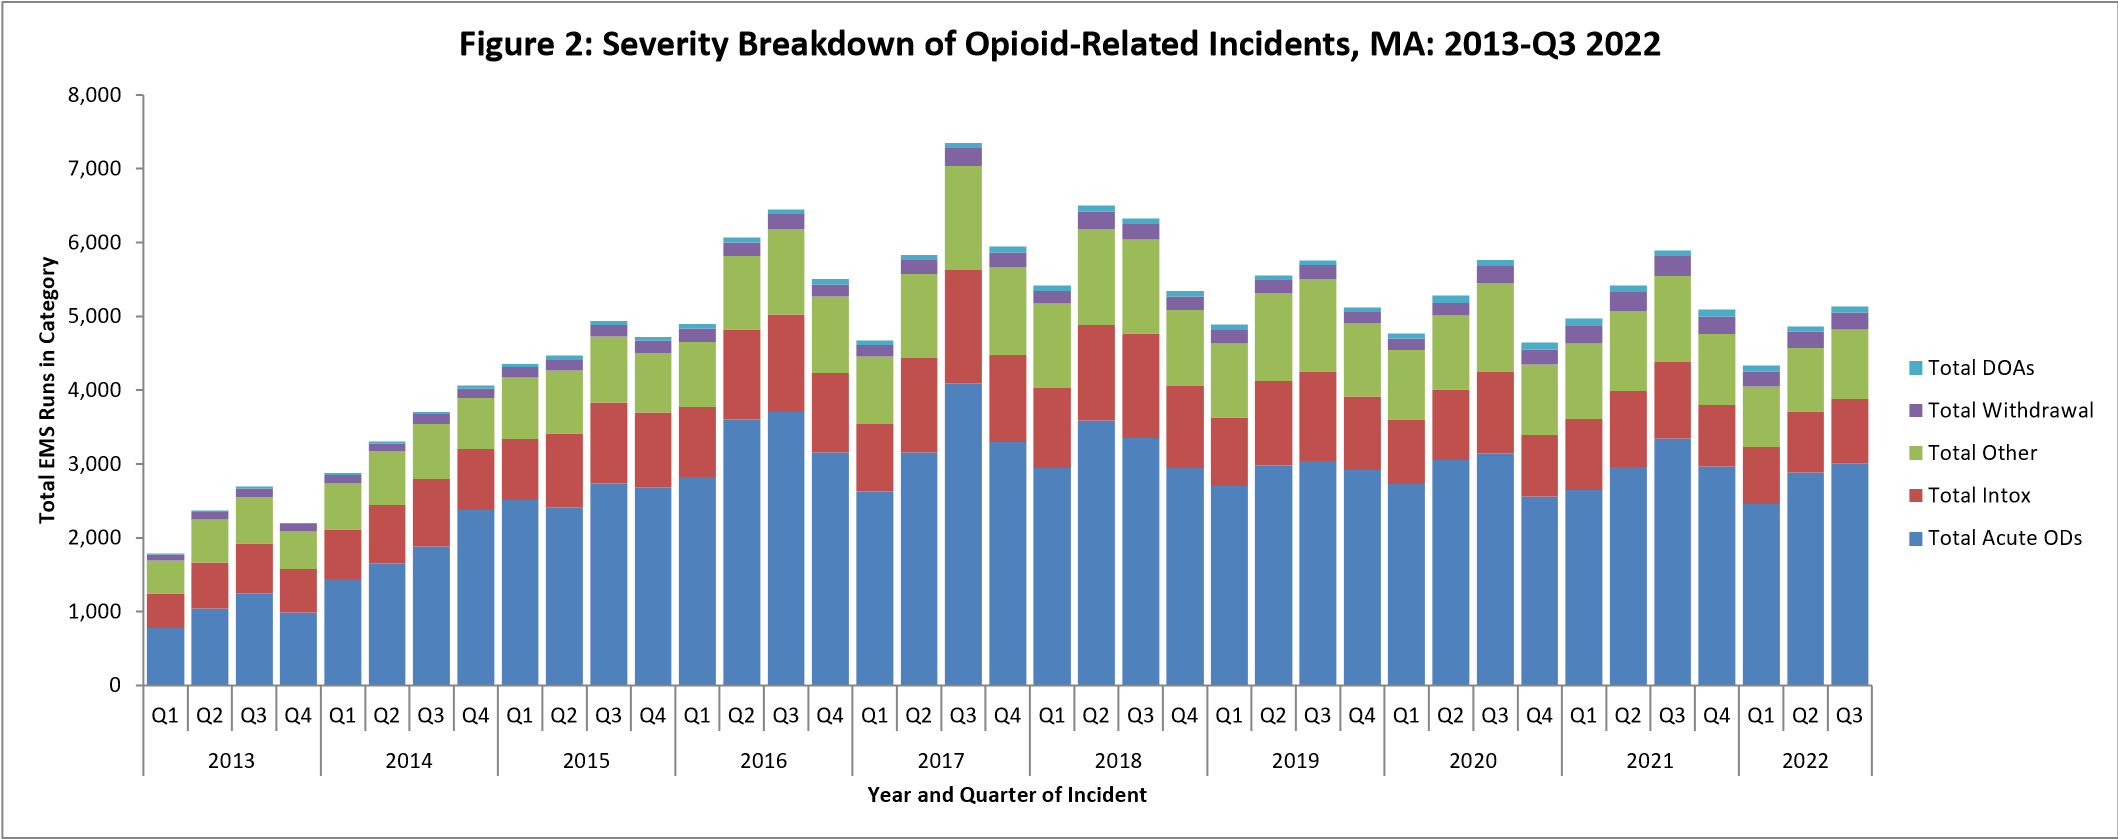 Figure 2: Severity Breakdown of Opioid-Related Incidents, MA: 2013-Q3 2022
Total EMS Runs in Category
8,000
7,000
6,000
5,000
4,000
3,000
2,000
1,000
0
Total DOAs
Total Withdrawal
Total Other
Total Intox
Total Acute ODs
Q1 Q2 Q3 Q4 Q1 Q2 Q3 Q4 Q1 Q2 Q3 Q4 Q1 Q2 Q3 Q4 Q1 Q2 Q3 Q4 Q1 Q2 Q3 Q4 Q1 Q2 Q3 Q4 Q1 Q2 Q3 Q4 Q1 Q2 Q3 Q4 Q1 Q2 Q3
2013 2014 2015 2016 2017 2018 2019 2020 2021 2022
Year and Quarter of Incident